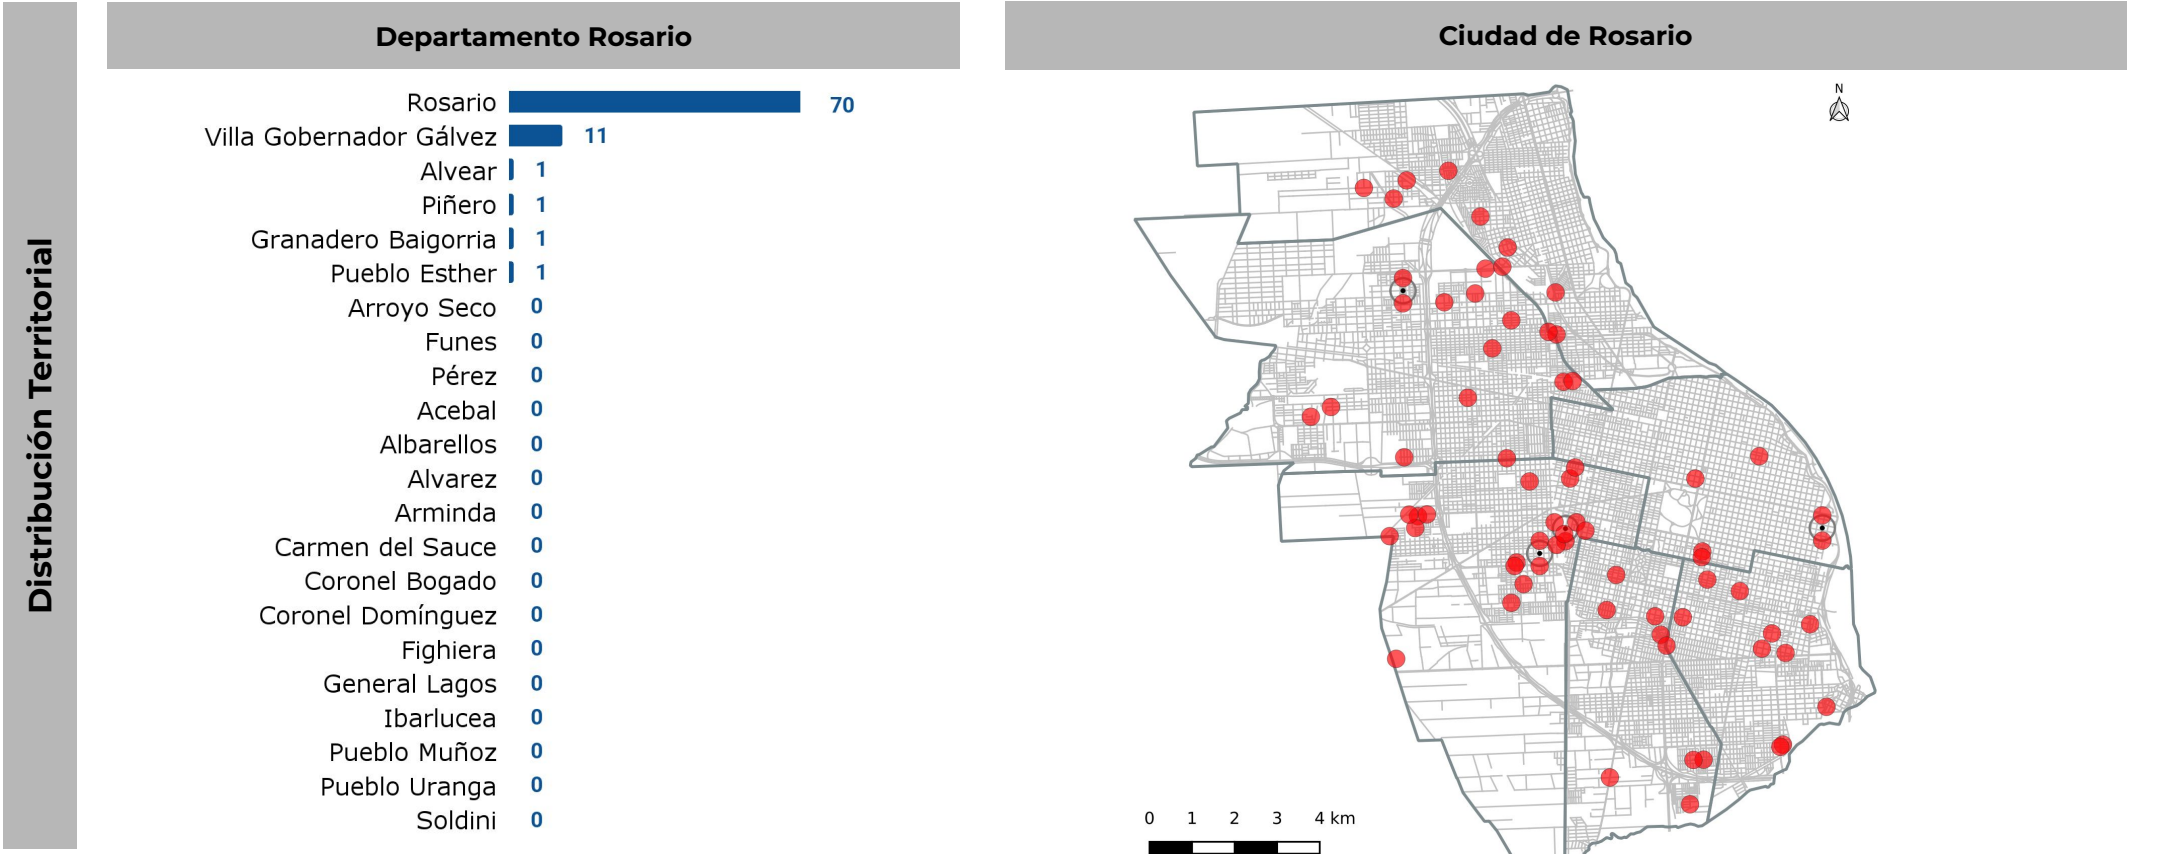 Distribución Territorial
Departamento Rosario
Rosario 70
Villa Gobernador Gálvez 11
Alvear 1
Piñero 1
Granadero Baigorria 1
Pueblo Esther 1
Arroyo Seco 0
Funes 0
Pérez 0
Acebal 0
Albarellos 0
Alvarez 0
Arminda 0
Carmen del Sauce 0
Coronel Bogado 0
Coronel Domínguez 0
Fighiera 0
General Lagos 0
Ibarlucea 0
Pueblo Muñoz 0
Pueblo Uranga 0
Soldini 0
Ciudad de Rosario
N
0 1 2 3 4 km